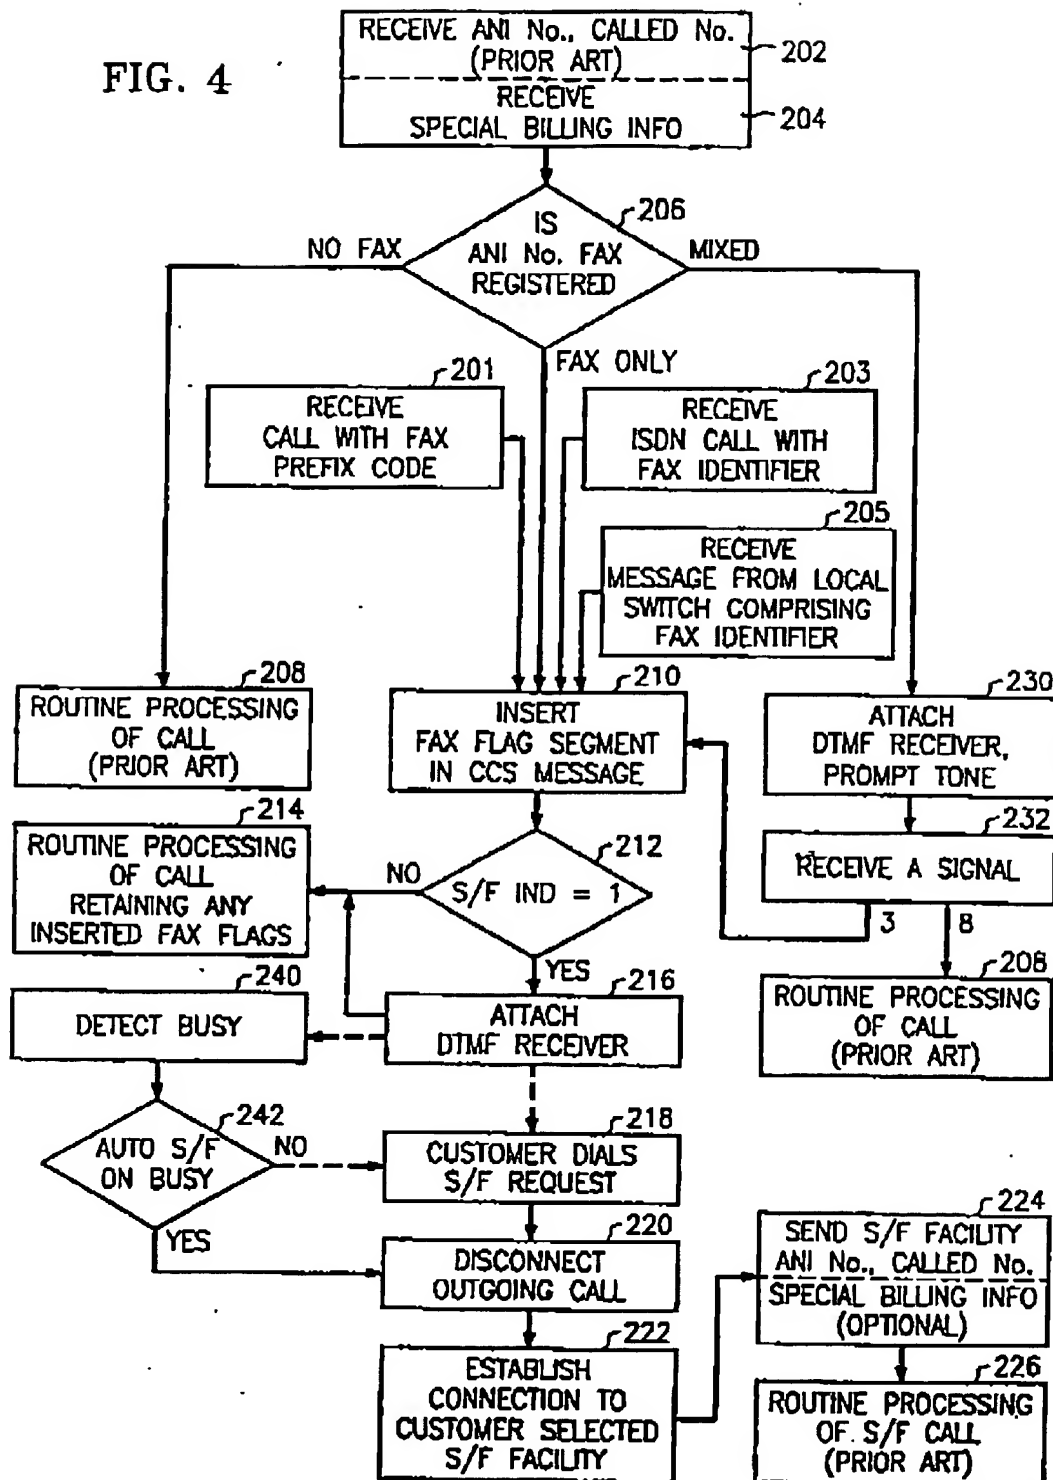 FIG. 4
RECEIVE ANI No., CALLED No.
(PRIOR ART)
202
RECEIVE
SPECIAL BILLING INFO
204
IS
ANI No. FAX
REGISTERED
206
NO FAX
MIXED
FAX ONLY
201
RECEIVE
CALL WITH FAX
PREFIX CODE
203
RECEIVE
ISDN CALL WITH
FAX IDENTIFIER
205
RECEIVE
MESSAGE FROM LOCAL
SWITCH COMPRISING
FAX IDENTIFIER
208
ROUTINE PROCESSING
OF CALL
(PRIOR ART)
210
INSERT
FAX FLAG SEGMENT
IN CCS MESSAGE
230
ATTACH
DTMF RECEIVER,
PROMPT TONE
214
ROUTINE PROCESSING
OF CALL
RETAINING ANY
INSERTED FAX FLAGS
212
NO
S/F IND = 1
YES
232
RECEIVE A SIGNAL
3
8
208
ROUTINE PROCESSING
OF CALL
(PRIOR ART)
240
DETECT BUSY
216
ATTACH
DTMF RECEIVER
242
AUTO S/F
ON BUSY
NO
YES
218
CUSTOMER DIALS
S/F REQUEST
220
DISCONNECT
OUTGOING CALL
222
ESTABLISH
CONNECTION TO
CUSTOMER SELECTED
S/F FACILITY
224
SEND S/F FACILITY
ANI No., CALLED No.
SPECIAL BILLING INFO
(OPTIONAL)
226
ROUTINE PROCESSING
OF S/F CALL
(PRIOR ART)